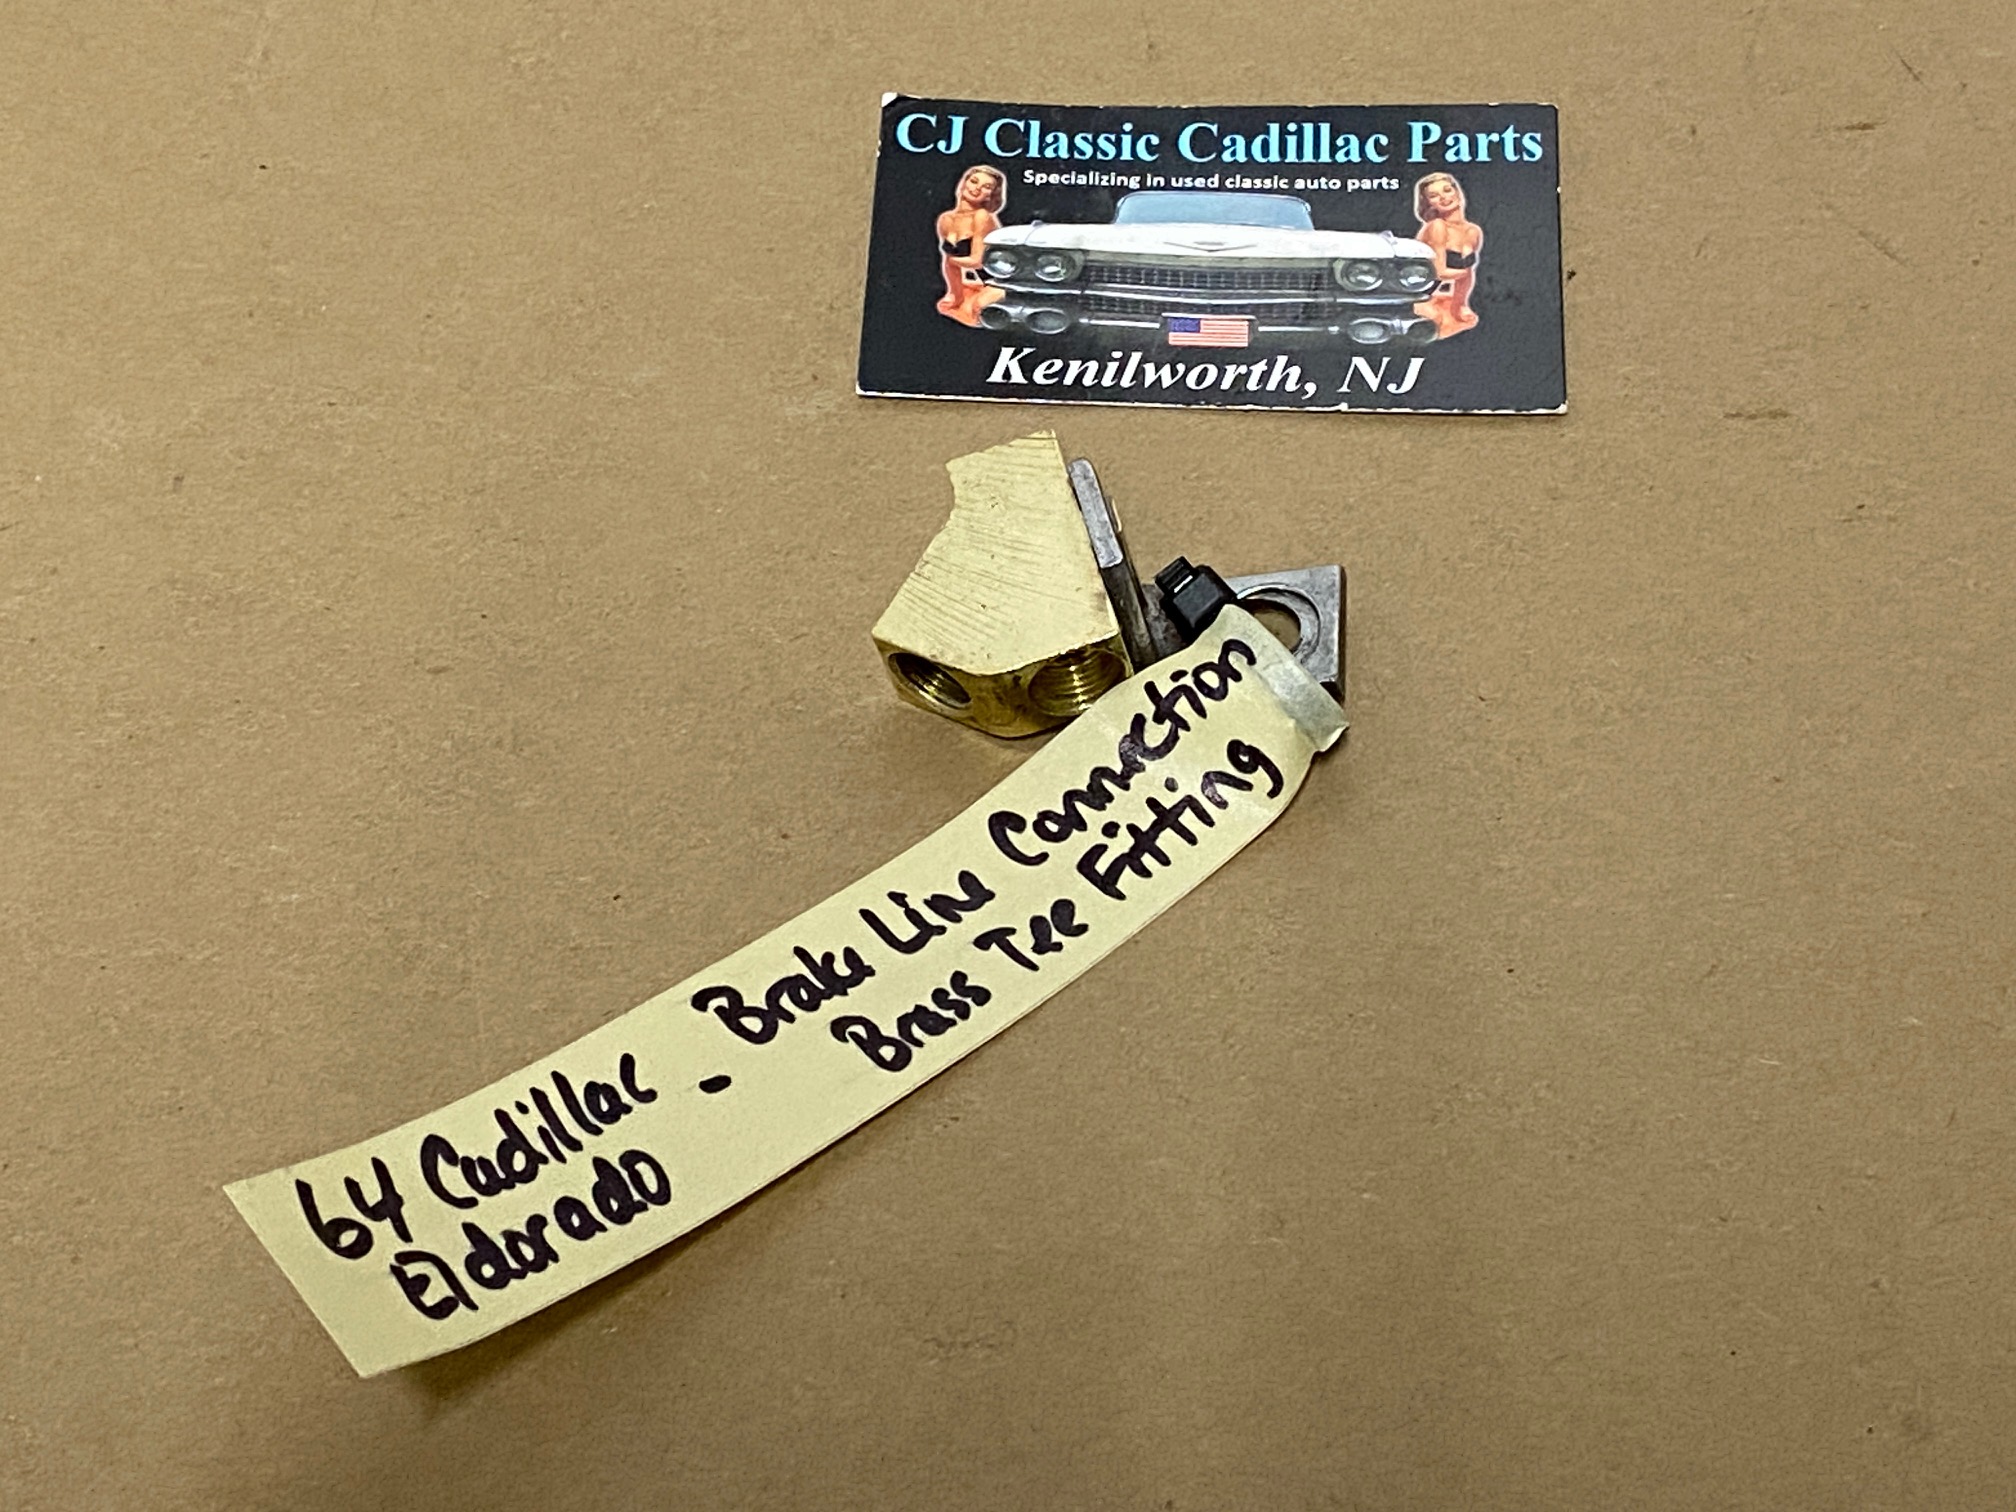 CJ Classic Cadillac Parts
Specializing in used classic auto parts
Kenilworth, NJ
64 Cadillac - Brake Line Connection
Eldorado Brass Tee Fitting